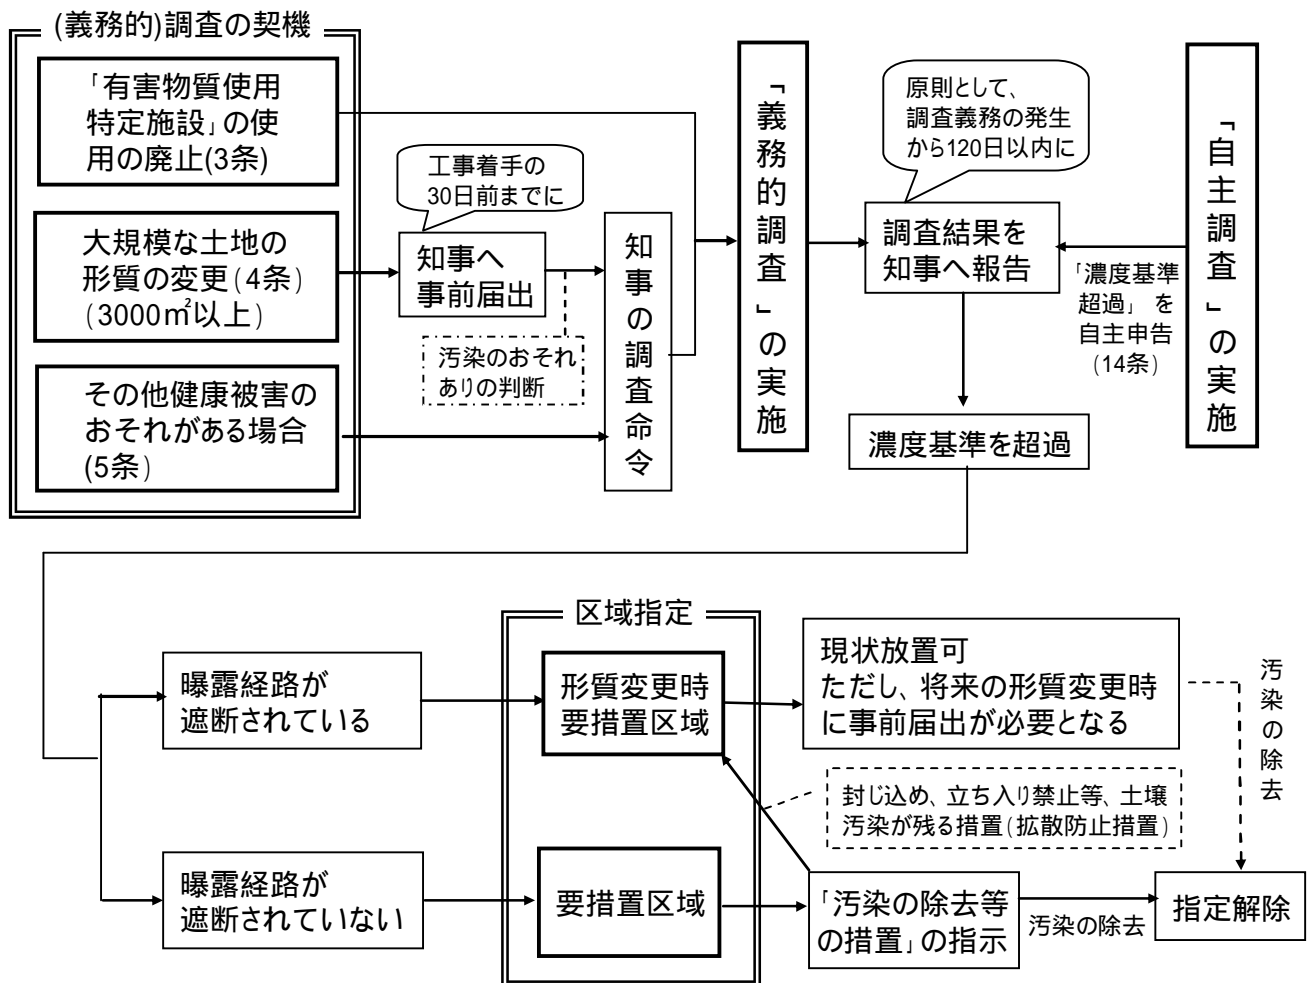 (義務的)調査の契機
「有害物質使用
特定施設」の使
用の廃止(3条)
大規模な土地の
形質の変更(4条)
(3000㎡以上)
その他健康被害の
おそれがある場合
(5条)
工事着手の
30日前までに
知事へ
事前届出
汚染のおそれ
ありの判断
知事の調査命令
「義務的調査」の実施
原則として、
調査義務の発生
から120日以内に
調査結果を
知事へ報告
「濃度基準
超過」 を
自主申告
(14条)
「自主調査」の実施
濃度基準を超過
区域指定
曝露経路が
遮断されている
形質変更時
要措置区域
現状放置可
ただし、将来の形質変更時
に事前届出が必要となる
汚染の除去
封じ込め、立ち入り禁止等、土壌
汚染が残る措置(拡散防止措置)
曝露経路が
遮断されていない
要措置区域
「汚染の除去等
の措置」の指示
汚染の除去
指定解除